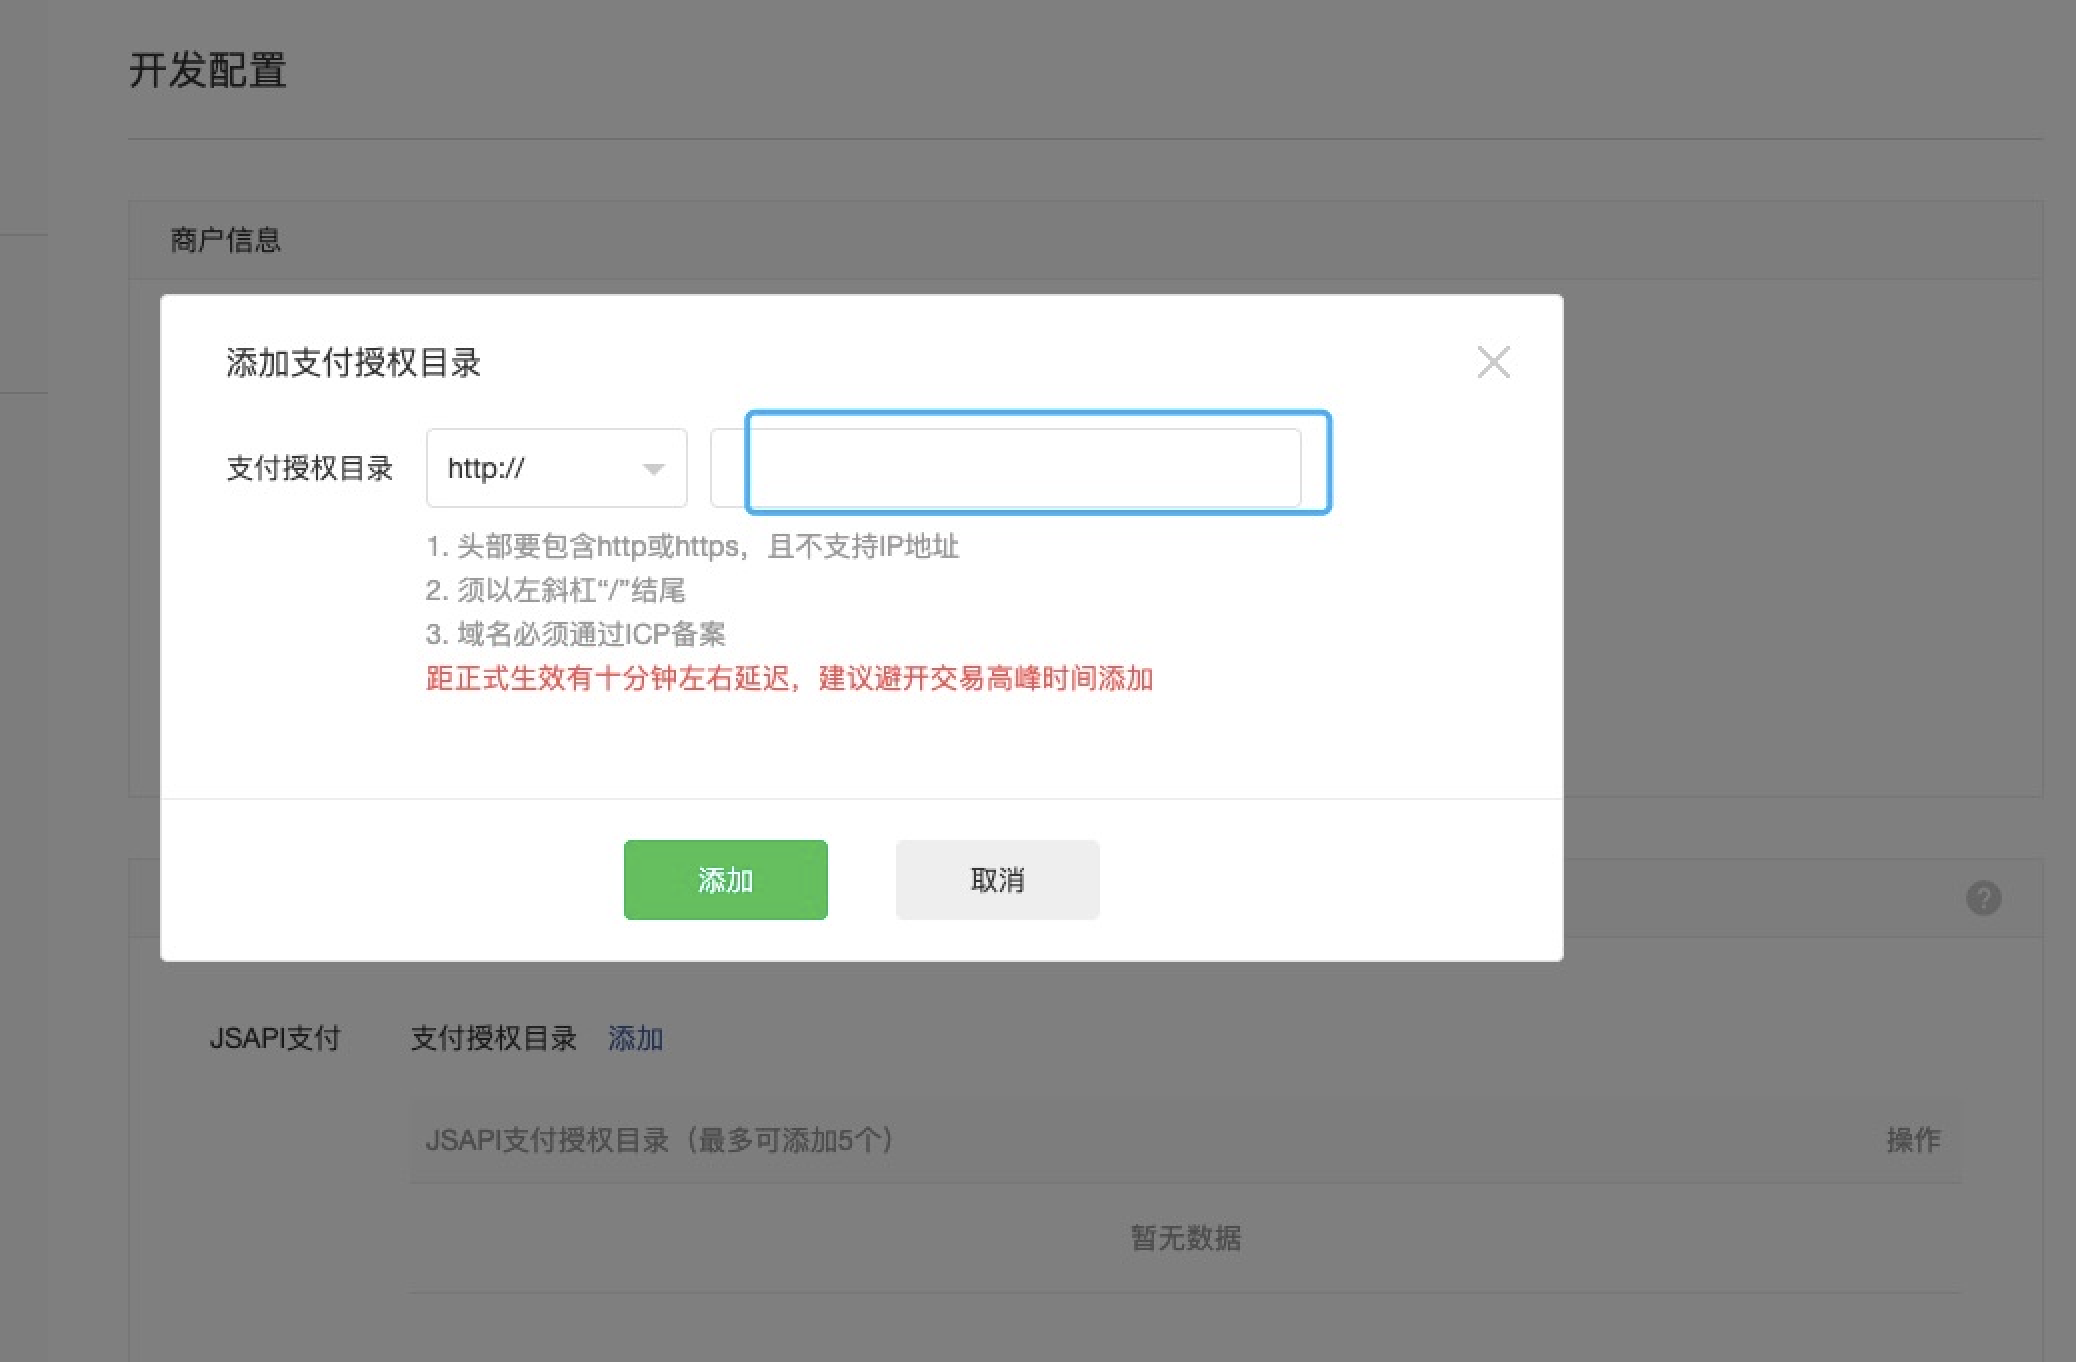 开发配置
商户信息
添加支付授权目录
支付授权目录 http://
1. 头部要包含http或https，且不支持IP地址
2. 须以左斜杠“/”结尾
3. 域名必须通过ICP备案
距正式生效有十分钟左右延迟，建议避开交易高峰时间添加
添加 取消
?
JSAPI支付 支付授权目录 添加
JSAPI支付授权目录（最多可添加5个） 操作
暂无数据